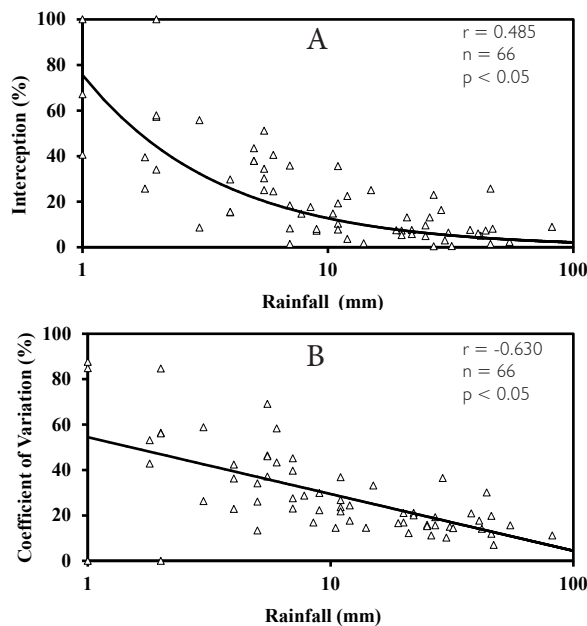 A
r = 0.485
n = 66
p < 0.05
100
80
60
40
20
0
Interception (%)
1
10
100
Rainfall (mm)
B
r = -0.630
n = 66
p < 0.05
100
80
60
40
20
0
Coefficient of Variation (%)
1
10
100
Rainfall (mm)